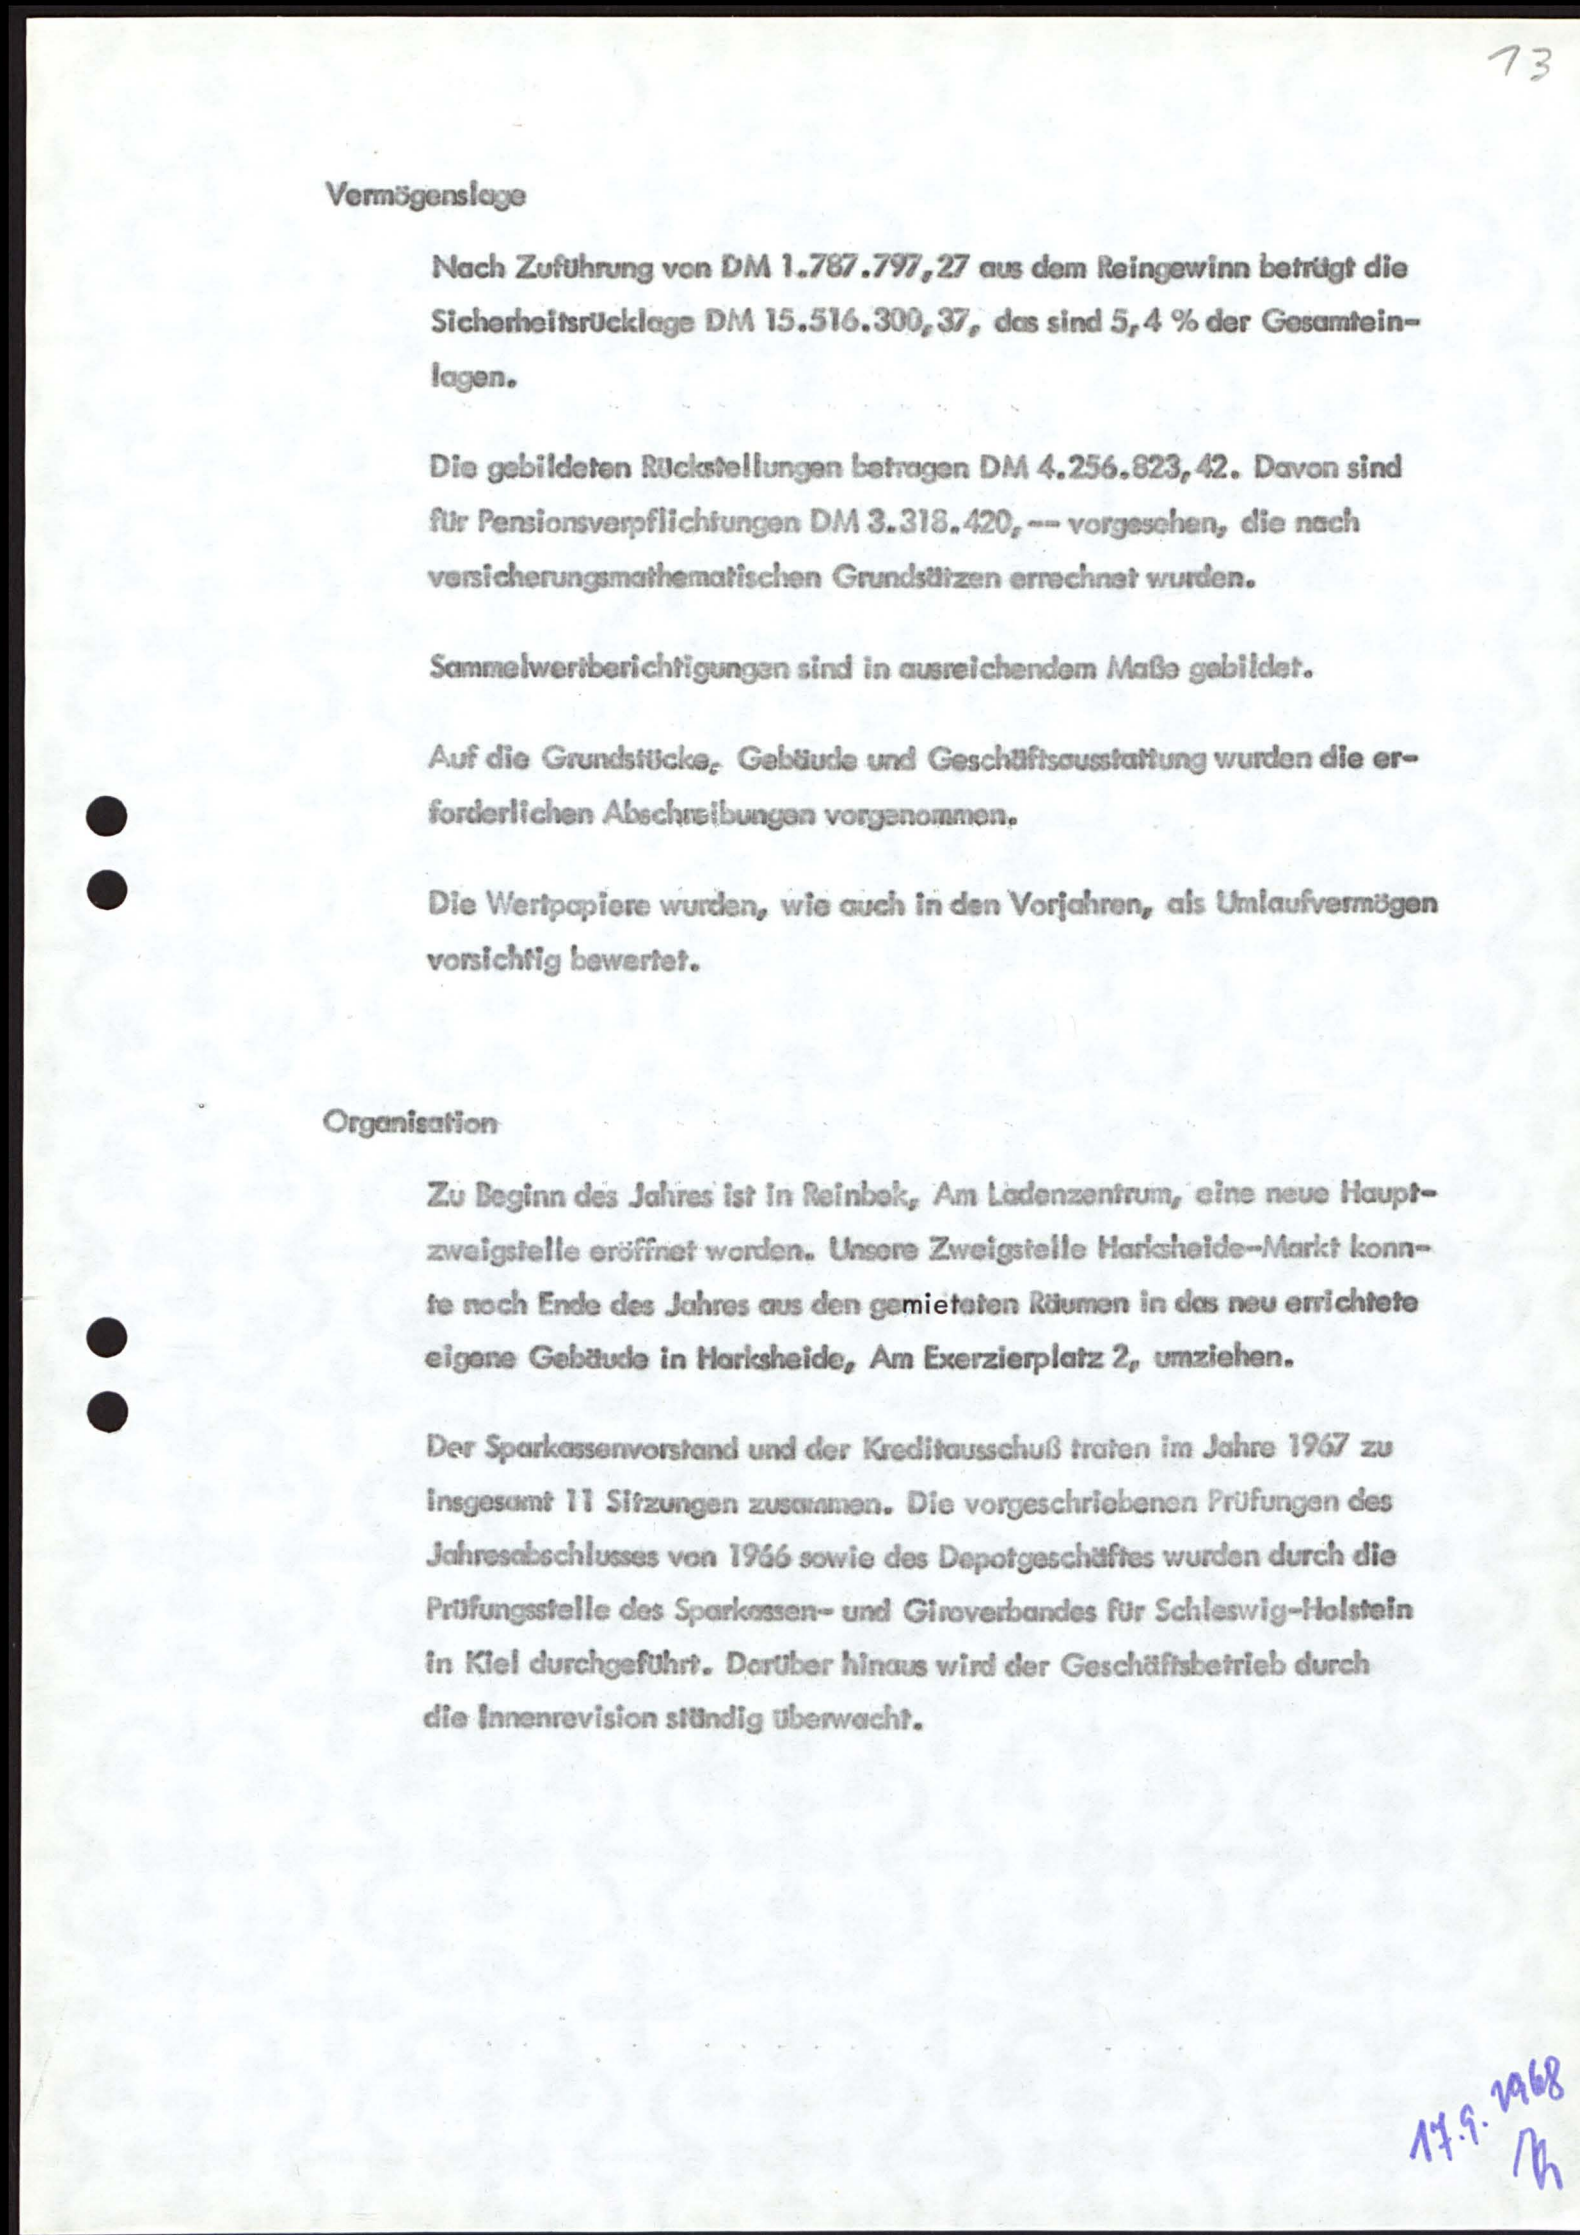 13
Vermögenslage
Nach Zuführung von DM 1.787.797,27 aus dem Reingewinn beträgt die
Sicherheitsrücklage DM 15.516.300,37, das sind 5,4 % der Gesamtein-
lagen.
Die gebildeten Rückstellungen betragen DM 4.256.823,42. Davon sind
für Pensionsverpflichtungen DM 3.318.420,-- vorgesehen, die nach
versicherungsmathematischen Grundsätzen errechnet wurden.
Sammelwertberichtigungen sind in ausreichendem Maße gebildet.
Auf die Grundstücke, Gebäude und Geschäftsausstattung wurden die er-
forderlichen Abschreibungen vorgenommen.
Die Wertpapiere wurden, wie auch in den Vorjahren, als Umlaufvermögen
vorsichtig bewertet.
Organisation
Zu Beginn des Jahres ist in Reinbek, Am Ladenzentrum, eine neue Haupt-
zweigstelle eröffnet worden. Unsere Zweigstelle Harksheide-Markt konn-
te noch Ende des Jahres aus den gemieteten Räumen in das neu errichtete
eigene Gebäude in Harksheide, Am Exerzierplatz 2, umziehen.
Der Sparkassenvorstand und der Kreditausschuß traten im Jahre 1967 zu
insgesamt 11 Sitzungen zusammen. Die vorgeschriebenen Prüfungen des
Jahresabschlusses von 1966 sowie des Depotgeschäftes wurden durch die
Prüfungsstelle des Sparkassen- und Giroverbandes für Schleswig-Holstein
in Kiel durchgeführt. Darüber hinaus wird der Geschäftsbetrieb durch
die Innenrevision ständig überwacht.
17.9.1968